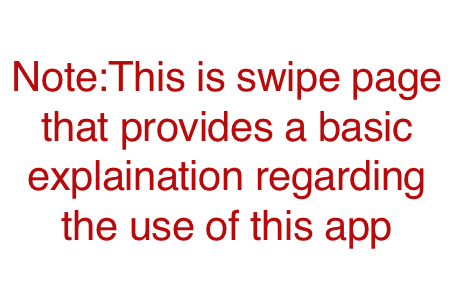 Note:This is swipe page
that provides a basic
explaination regarding
the use of this app